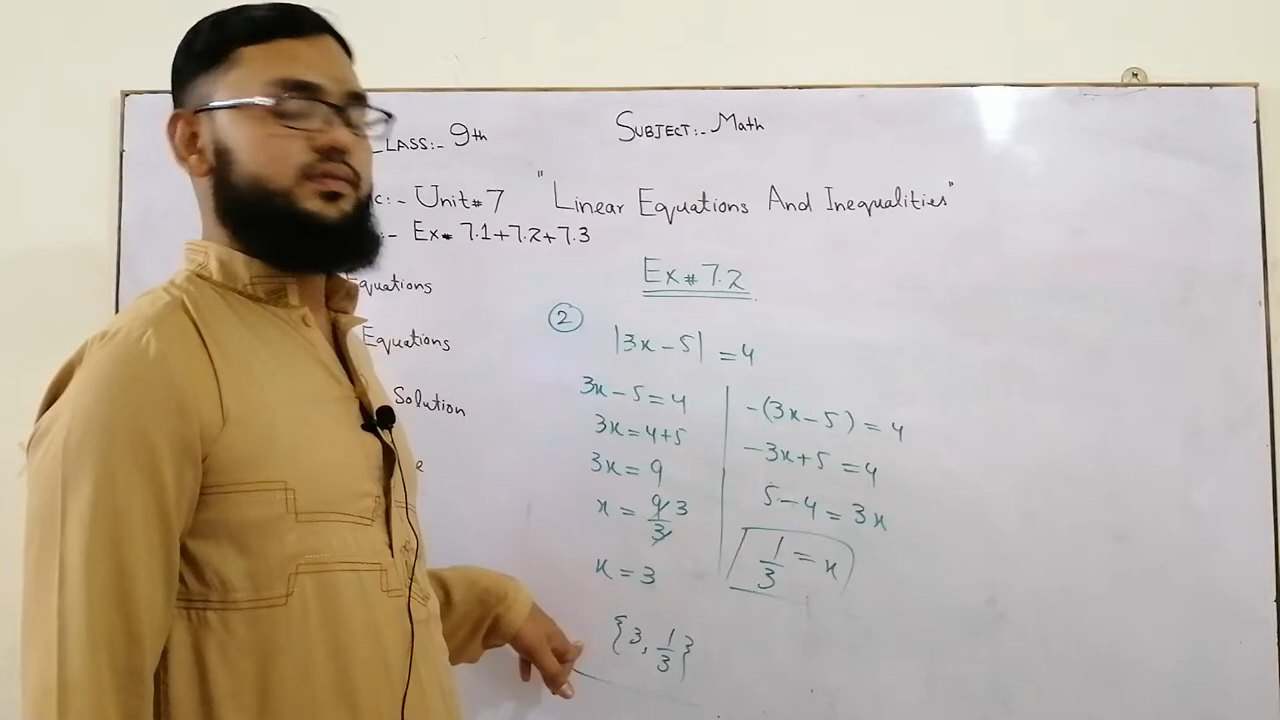 LASS:- 9th
SUBJECT:- Math
c:- Unit#7 "Linear Equations And Inequalities"
:- Ex# 7.1+7.2+7.3
Equations
Equations
Solution
e
Ex#7.2
2
|3x-5| = 4
3x-5=4
3x=4+5
3x=9
x = 9/3 3
x=3
-(3x-5) = 4
-3x+5 = 4
5-4=3x
1/3 = x
{3, 1/3}